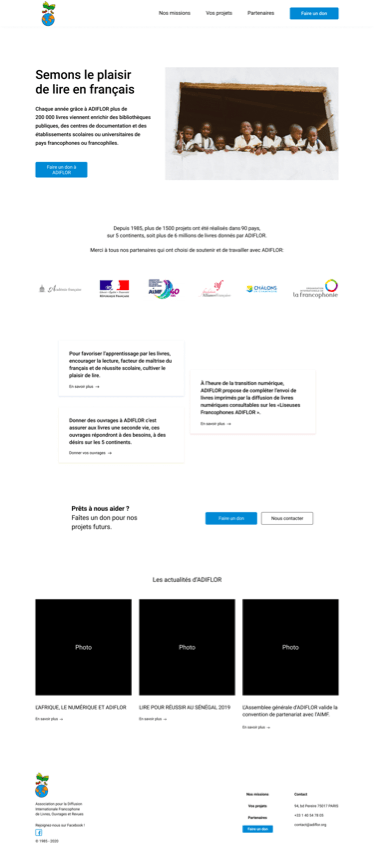 Nos missions
Vos projets
Partenaires
Faire un don
Semons le plaisir
de lire en français
Chaque année grâce à ADIFLOR plus de
200 000 livres viennent enrichir des bibliothèques
publiques, des centres de documentation et des
établissements scolaires ou universitaires de
pays francophones ou francophiles.
Faire un don à
ADIFLOR
Depuis 1985, plus de 1500 projets ont été réalisés dans 90 pays,
sur 5 continents, soit plus de 6 millions de livres donnés par ADIFLOR.
Merci à tous nos partenaires qui ont choisi de soutenir et de travailler avec ADIFLOR.
Académie française
RÉPUBLIQUE FRANÇAISE
AIMF
40
AllianceFrançaise
CHÂLONS
la francophonie
Pour favoriser l'apprentissage par les livres,
encourager la lecture, facteur de maitrise du
français et de réussite scolaire, cultiver le
plaisir de lire.
En savoir plus →
À l'heure de la transition numérique,
ADIFLOR propose de compléter l'envoi de
livres imprimés par la diffusion de livres
numériques consultables sur les «Liseuses
Francophones ADIFLOR ».
En savoir plus →
Donner des ouvrages à ADIFLOR c'est
assurer aux livres une seconde vie, ces
ouvrages répondront à des besoins, à des
désirs sur les 5 continents.
Donner vos ouvrages →
Prêts à nous aider ?
Faîtes un don pour nos
projets futurs.
Faire un don
Nous contacter
Les actualités d'ADIFLOR
Photo
Photo
Photo
L'AFRIQUE, LE NUMÉRIQUE ET ADIFLOR
En savoir plus →
LIRE POUR RÉUSSIR AU SÉNÉGAL 2019
En savoir plus →
L'Assemblée générale d'ADIFLOR valide la
convention de partenariat avec l'AIMF.
En savoir plus →
Association pour la Diffusion
Internationale Francophone
de Livres, Ouvrages et Revues
Rejoignez-nous sur Facebook !
© 1985 - 2020
Nos missions
Vos projets
Partenaires
Faire un don
Contact
94, bd Pereire 75017 PARIS
+33 1 40 54 78 03
contact@adiflor.org